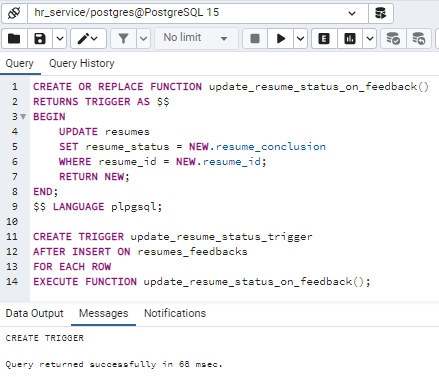 hr_service/postgres@PostgreSQL 15
No limit
Query Query History
1 CREATE OR REPLACE FUNCTION update_resume_status_on_feedback()
2 RETURNS TRIGGER AS $$
3 BEGIN
4 UPDATE resumes
5 SET resume_status = NEW.resume_conclusion
6 WHERE resume_id = NEW.resume_id;
7 RETURN NEW;
8 END;
9 $$ LANGUAGE plpgsql;
10
11 CREATE TRIGGER update_resume_status_trigger
12 AFTER INSERT ON resumes_feedbacks
13 FOR EACH ROW
14 EXECUTE FUNCTION update_resume_status_on_feedback();
Data Output Messages Notifications
CREATE TRIGGER
Query returned successfully in 68 msec.